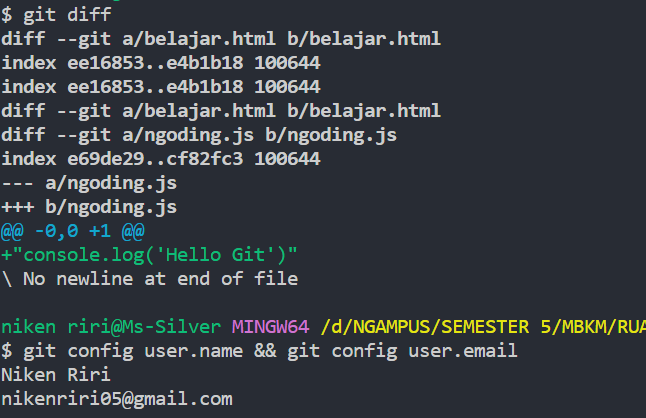 $ git diff
diff --git a/belajar.html b/belajar.html
index ee16853..e4b1b18 100644
index ee16853..e4b1b18 100644
diff --git a/belajar.html b/belajar.html
diff --git a/ngoding.js b/ngoding.js
index e69de29..cf82fc3 100644
--- a/ngoding.js
+++ b/ngoding.js
@@ -0,0 +1 @@
+"console.log('Hello Git')"
\ No newline at end of file
niken riri@Ms-Silver MINGW64 /d/NGAMPUS/SEMESTER 5/MBKM/RUA
$ git config user.name && git config user.email
Niken Riri
nikenriri05@gmail.com